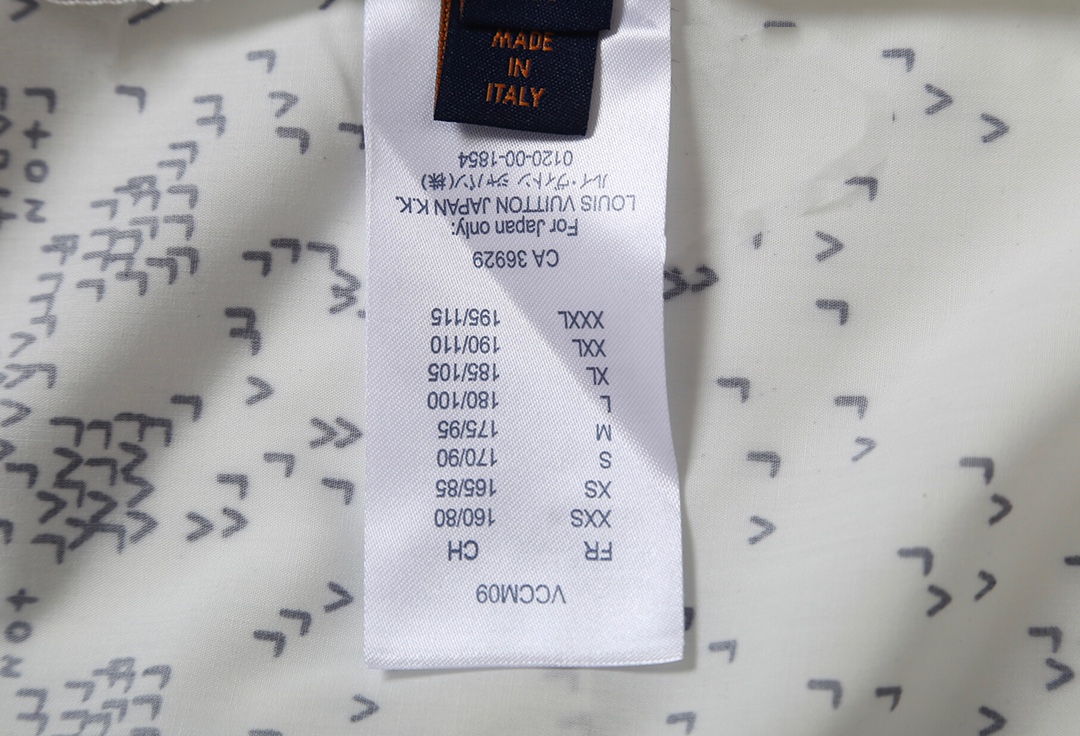 MADE
IN
ITALY
VCCM09
FR CH
XXS 160/80
XS 165/85
S 170/90
M 175/95
L 180/100
XL 185/105
XXL 190/110
XXXL 195/115
CA 36929
For Japan only:
LOUIS VUITTON JAPAN K.K.
ルイ・ヴィトン ジャパン(株)
0120-00-1854